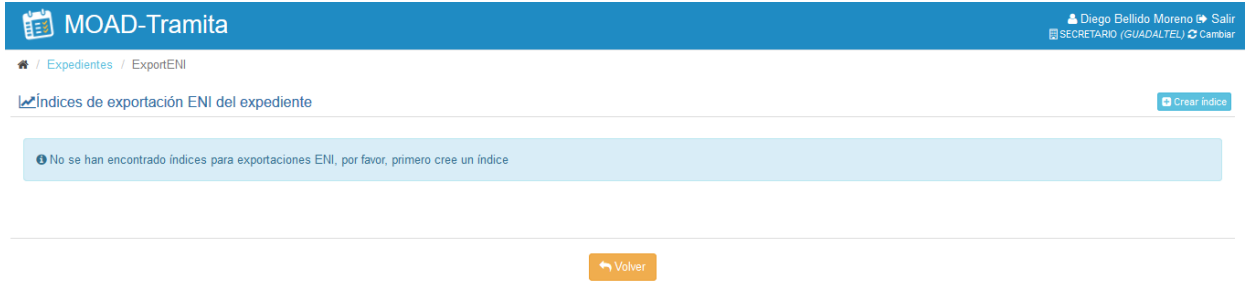 MOAD-Tramita
Diego Bellido Moreno Salir
SECRETARIO (GUADALTEL) Cambiar
/ Expedientes / ExportENI
Índices de exportación ENI del expediente
Crear índice
No se han encontrado índices para exportaciones ENI, por favor, primero cree un índice
Volver